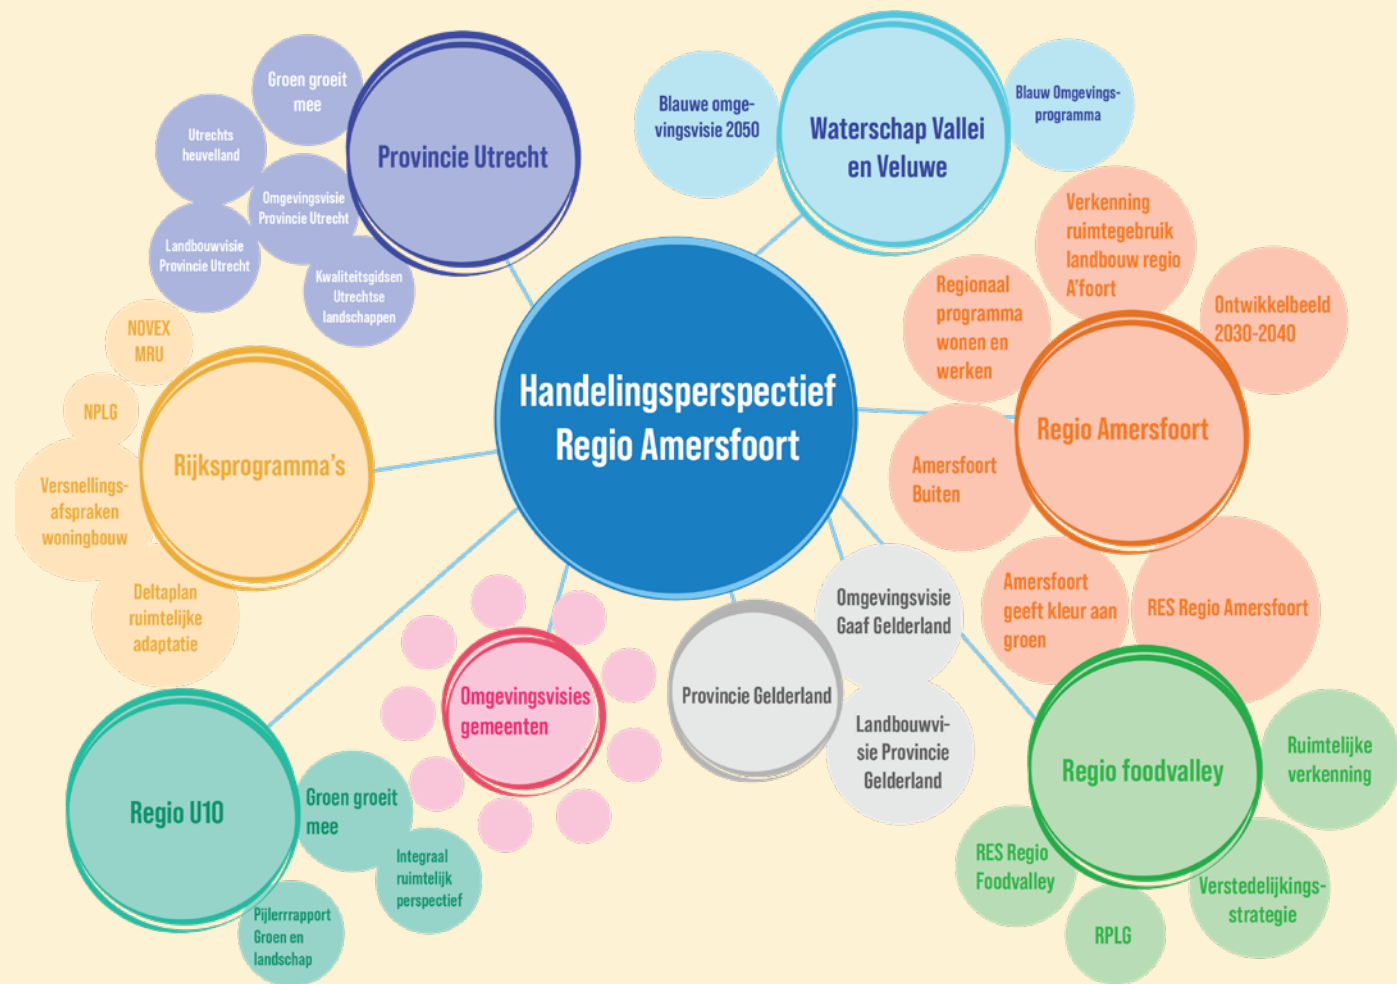 Groen groeit
mee
Utrechts
heuvelland
Omgevingsvisie
Provincie Utrecht
Landbouwvisie
Provincie Utrecht
Kwaliteitsgidsen
Utrechtse
landschappen
Provincie Utrecht
Blauwe omge-
vingsvisie 2050
Waterschap Vallei
en Veluwe
Blauw Omgevings-
programma
Verkenning
ruimtegebruik
landbouw regio
A'foort
Regionaal
programma
wonen en
werken
Ontwikkelbeeld
2030-2040
Regio Amersfoort
Amersfoort
Buiten
Amersfoort
geeft kleur aan
groen
RES Regio Amersfoort
Handelingsperspectief
Regio Amersfoort
NOVEX
MRU
NPLG
Versnellings-
afspraken
woningbouw
Deltaplan
ruimtelijke
adaptatie
Rijksprogramma's
Regio U10
Groen groeit
mee
Integraal
ruimtelijk
perspectief
Pijlerrrapport
Groen en
landschap
Omgevingsvisies
gemeenten
Provincie Gelderland
Omgevingsvisie
Gaaf Gelderland
Landbouwvi-
sie Provincie
Gelderland
Regio foodvalley
Ruimtelijke
verkenning
Verstedelijkings-
strategie
RPLG
RES Regio
Foodvalley